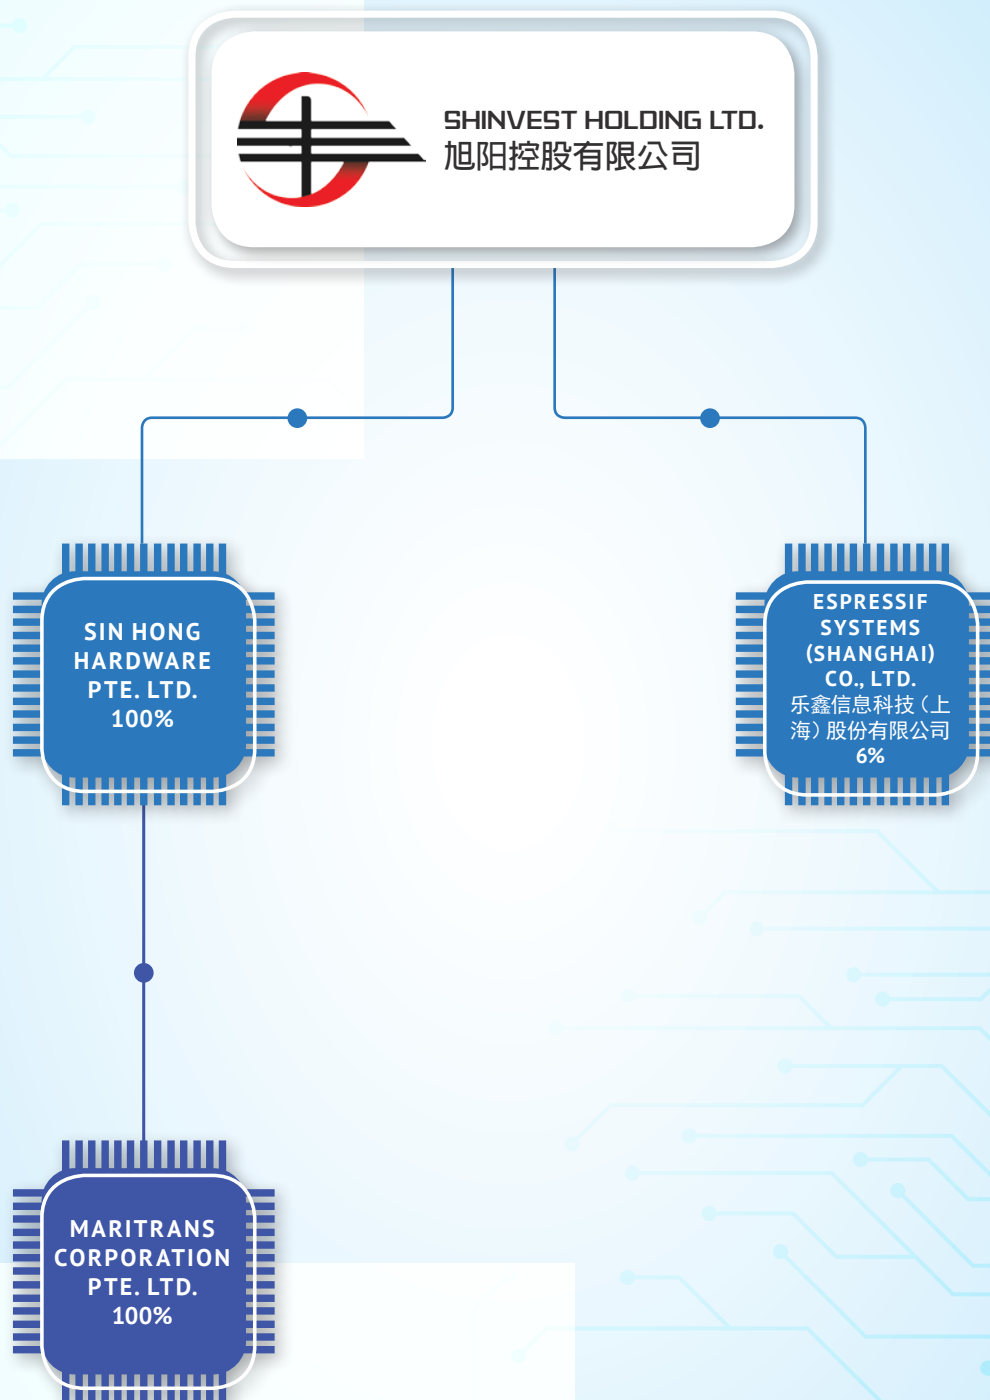 SHINVEST HOLDING LTD.
旭阳控股有限公司
SIN HONG
HARDWARE
PTE. LTD.
100%
ESPRESSIF
SYSTEMS
(SHANGHAI)
CO., LTD.
乐鑫信息科技（上
海）股份有限公司
6%
MARITRANS
CORPORATION
PTE. LTD.
100%